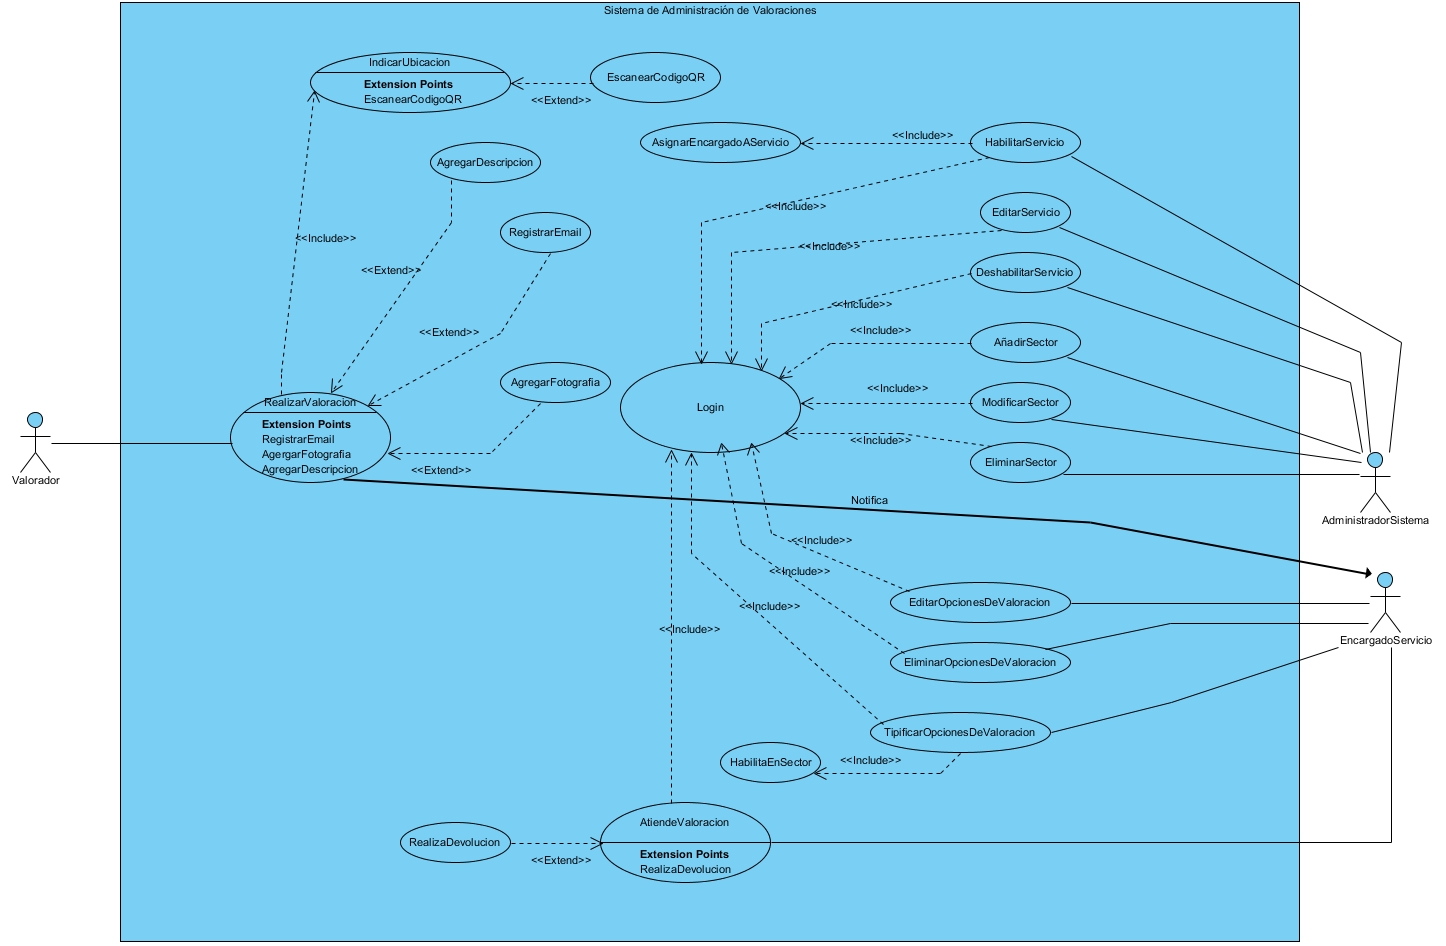 Sistema de Administración de Valoraciones
IndicarUbicacion
Extension Points
EscanearCodigoQR
EscanearCodigoQR
<<Extend>>
AsignarEncargadoAServicio
<<Include>>
HabilitarServicio
AgregarDescripcion
<<Include>>
EditarServicio
RegistrarEmail
<<Include>>
<<Include>>
<<Extend>>
DeshabilitarServicio
<<Include>>
<<Extend>>
<<Include>>
AñadirSector
AgregarFotografia
<<Include>>
ModificarSector
RealizarValoracion
Extension Points
RegistrarEmail
AgergarFotografia
AgregarDescripcion
Login
<<Include>>
EliminarSector
<<Extend>>
Valorador
Notifica
AdministradorSistema
<<Include>>
<<Include>>
EditarOpcionesDeValoracion
<<Include>>
<<Include>>
EncargadoServicio
EliminarOpcionesDeValoracion
TipificarOpcionesDeValoracion
HabilitaEnSector
<<Include>>
AtiendeValoracion
Extension Points
RealizaDevolucion
RealizaDevolucion
<<Extend>>